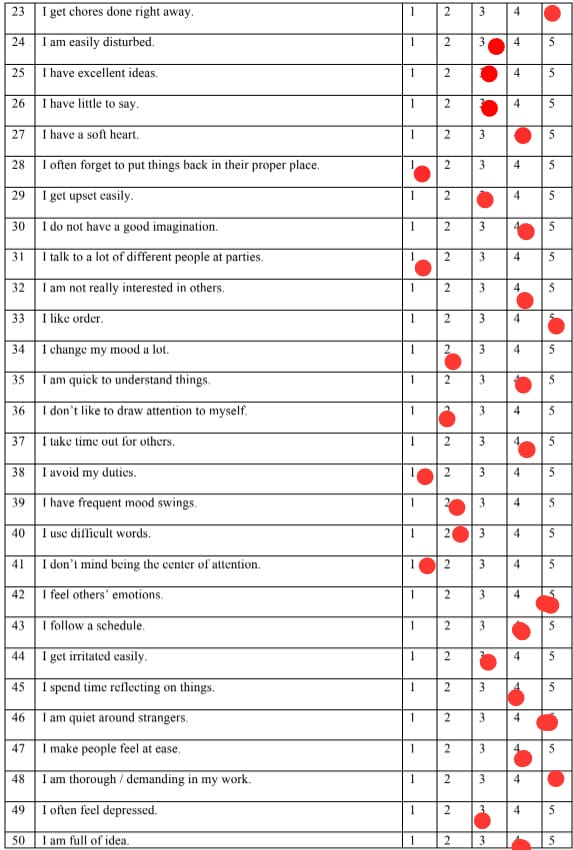 23 I get chores done right away. 1 2 3 4
24 I am easily disturbed. 1 2 3 4 5
25 I have excellent ideas. 1 2 4 5
26 I have little to say. 1 2 4 5
27 I have a soft heart. 1 2 3 5
28 I often forget to put things back in their proper place. 1 2 3 4 5
29 I get upset easily. 1 2 4 5
30 I do not have a good imagination. 1 2 3 4 5
31 I talk to a lot of different people at parties. 1 2 3 4 5
32 I am not really interested in others. 1 2 3 4 5
33 I like order. 1 2 3 4 5
34 I change my mood a lot. 1 2 3 4 5
35 I am quick to understand things. 1 2 3 4 5
36 I don't like to draw attention to myself. 1 2 3 4 5
37 I take time out for others. 1 2 3 4 5
38 I avoid my duties. 1 2 3 4 5
39 I have frequent mood swings. 1 2 3 4 5
40 I use difficult words. 1 2 3 4 5
41 I don't mind being the center of attention. 1 2 3 4 5
42 I feel others' emotions. 1 2 3 4 5
43 I follow a schedule. 1 2 3 5
44 I get irritated easily. 1 2 4 5
45 I spend time reflecting on things. 1 2 3 4 5
46 I am quiet around strangers. 1 2 3 4
47 I make people feel at ease. 1 2 3 4 5
48 I am thorough / demanding in my work. 1 2 3 4
49 I often feel depressed. 1 2 3 4 5
50 I am full of idea. 1 2 3 4 5